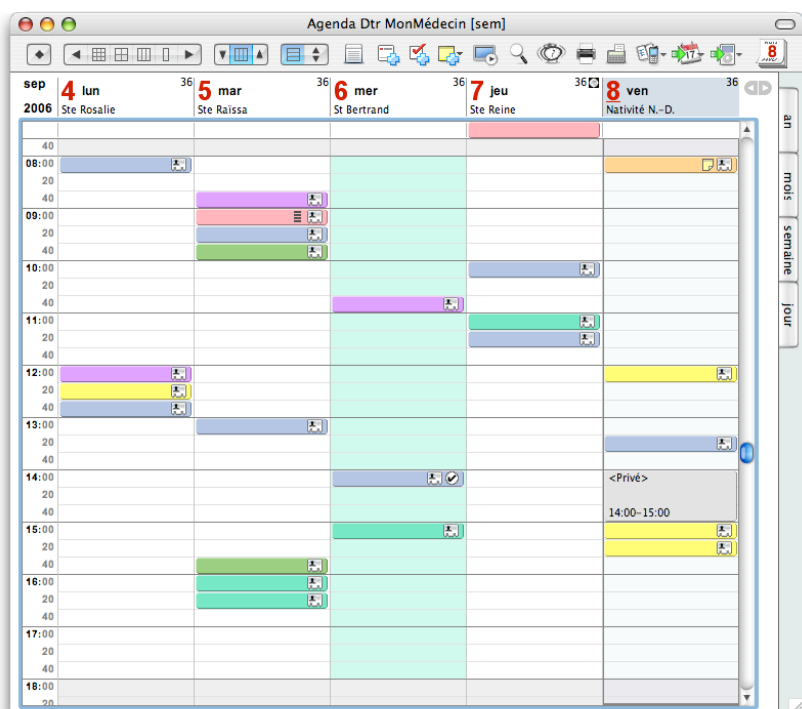 Agenda Dtr MonMédecin [sem]
17
NUIT
8
sep
2006
4 lun 36
Ste Rosalie
5 mar 36
Ste Raïssa
6 mer 36
St Bertrand
7 jeu 36
Ste Reine
8 ven 36
Nativité N.-D.
an
mois
semaine
jour
40
08:00
20
40
09:00
20
40
10:00
20
40
11:00
20
40
12:00
20
40
13:00
20
40
14:00
<Privé>
20
40
14:00-15:00
15:00
20
40
16:00
20
40
17:00
20
40
18:00
20